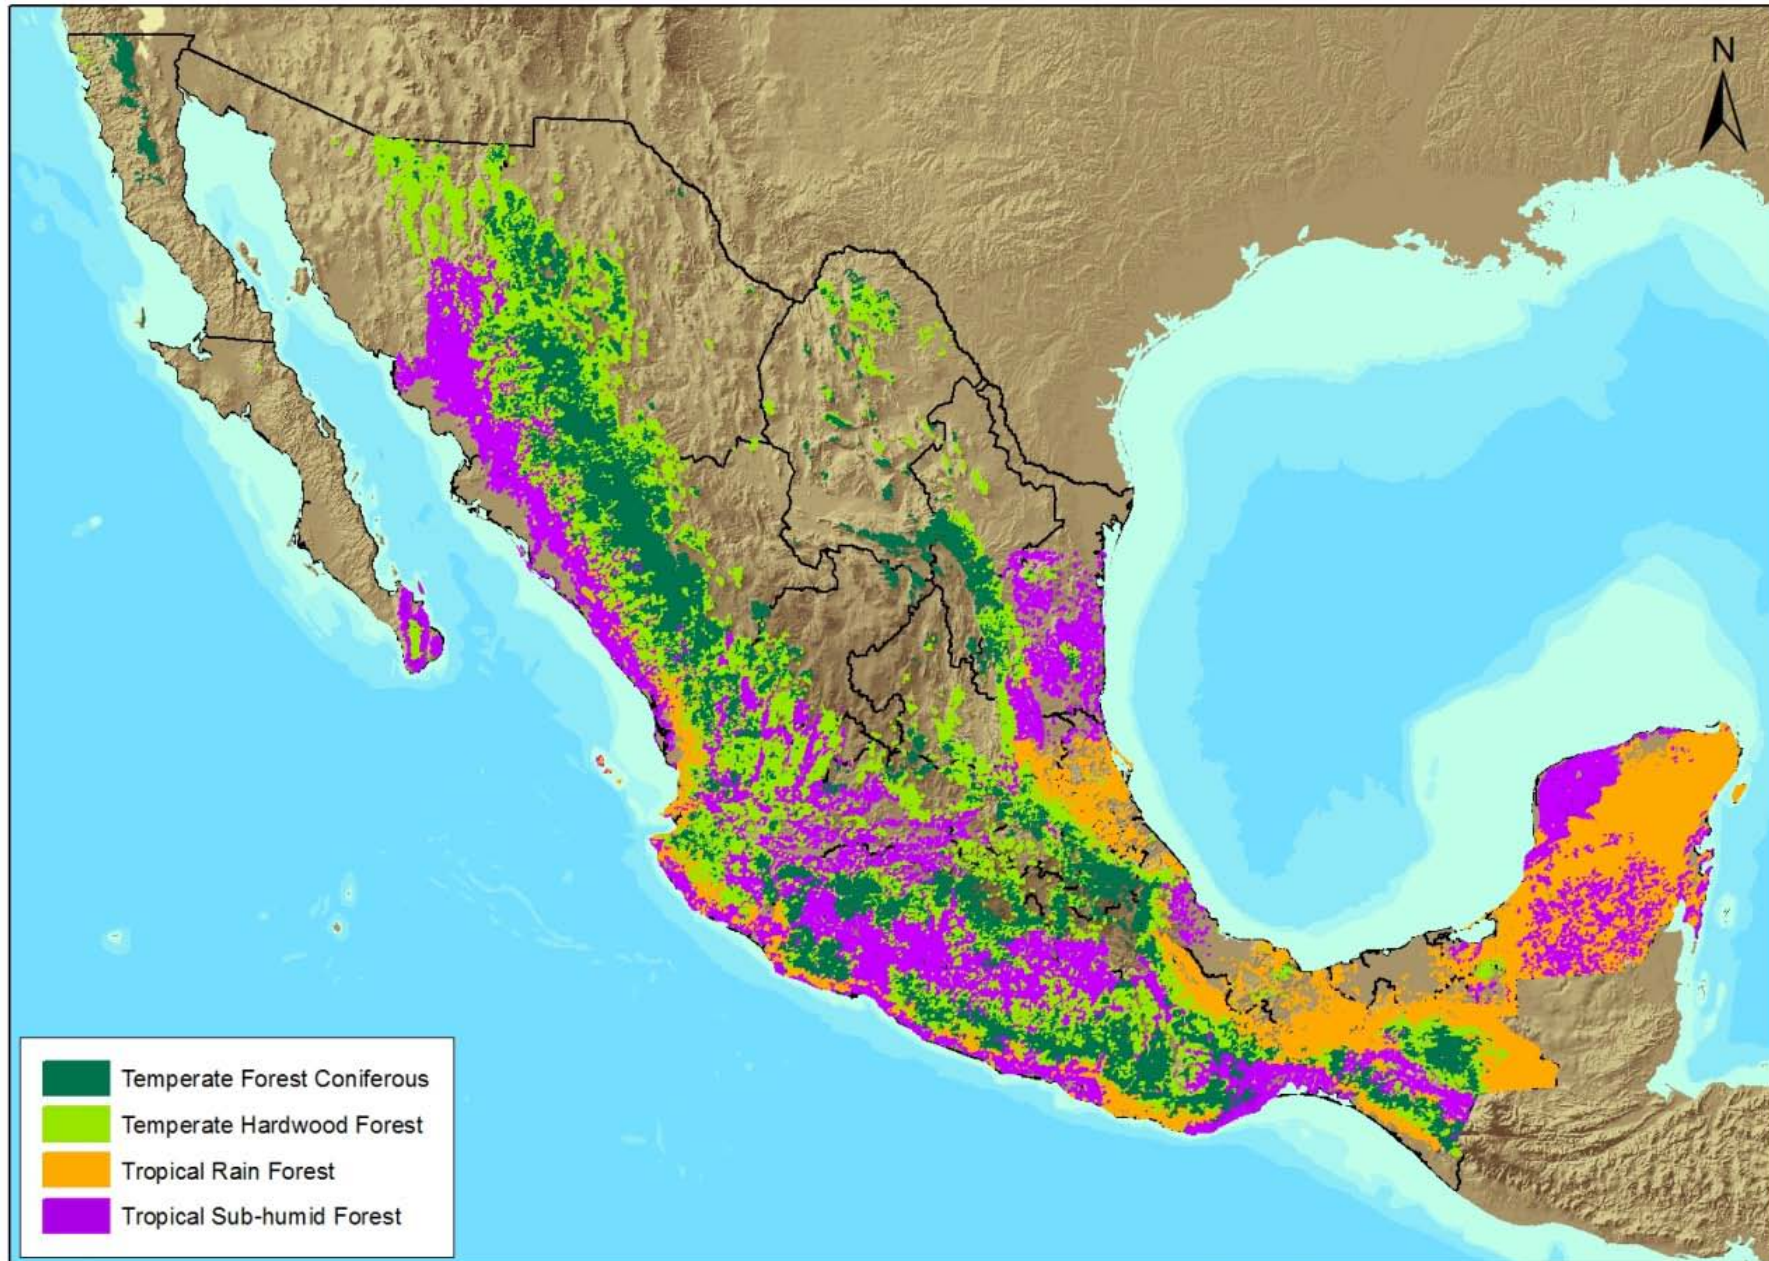 N
Temperate Forest Coniferous
Temperate Hardwood Forest
Tropical Rain Forest
Tropical Sub-humid Forest